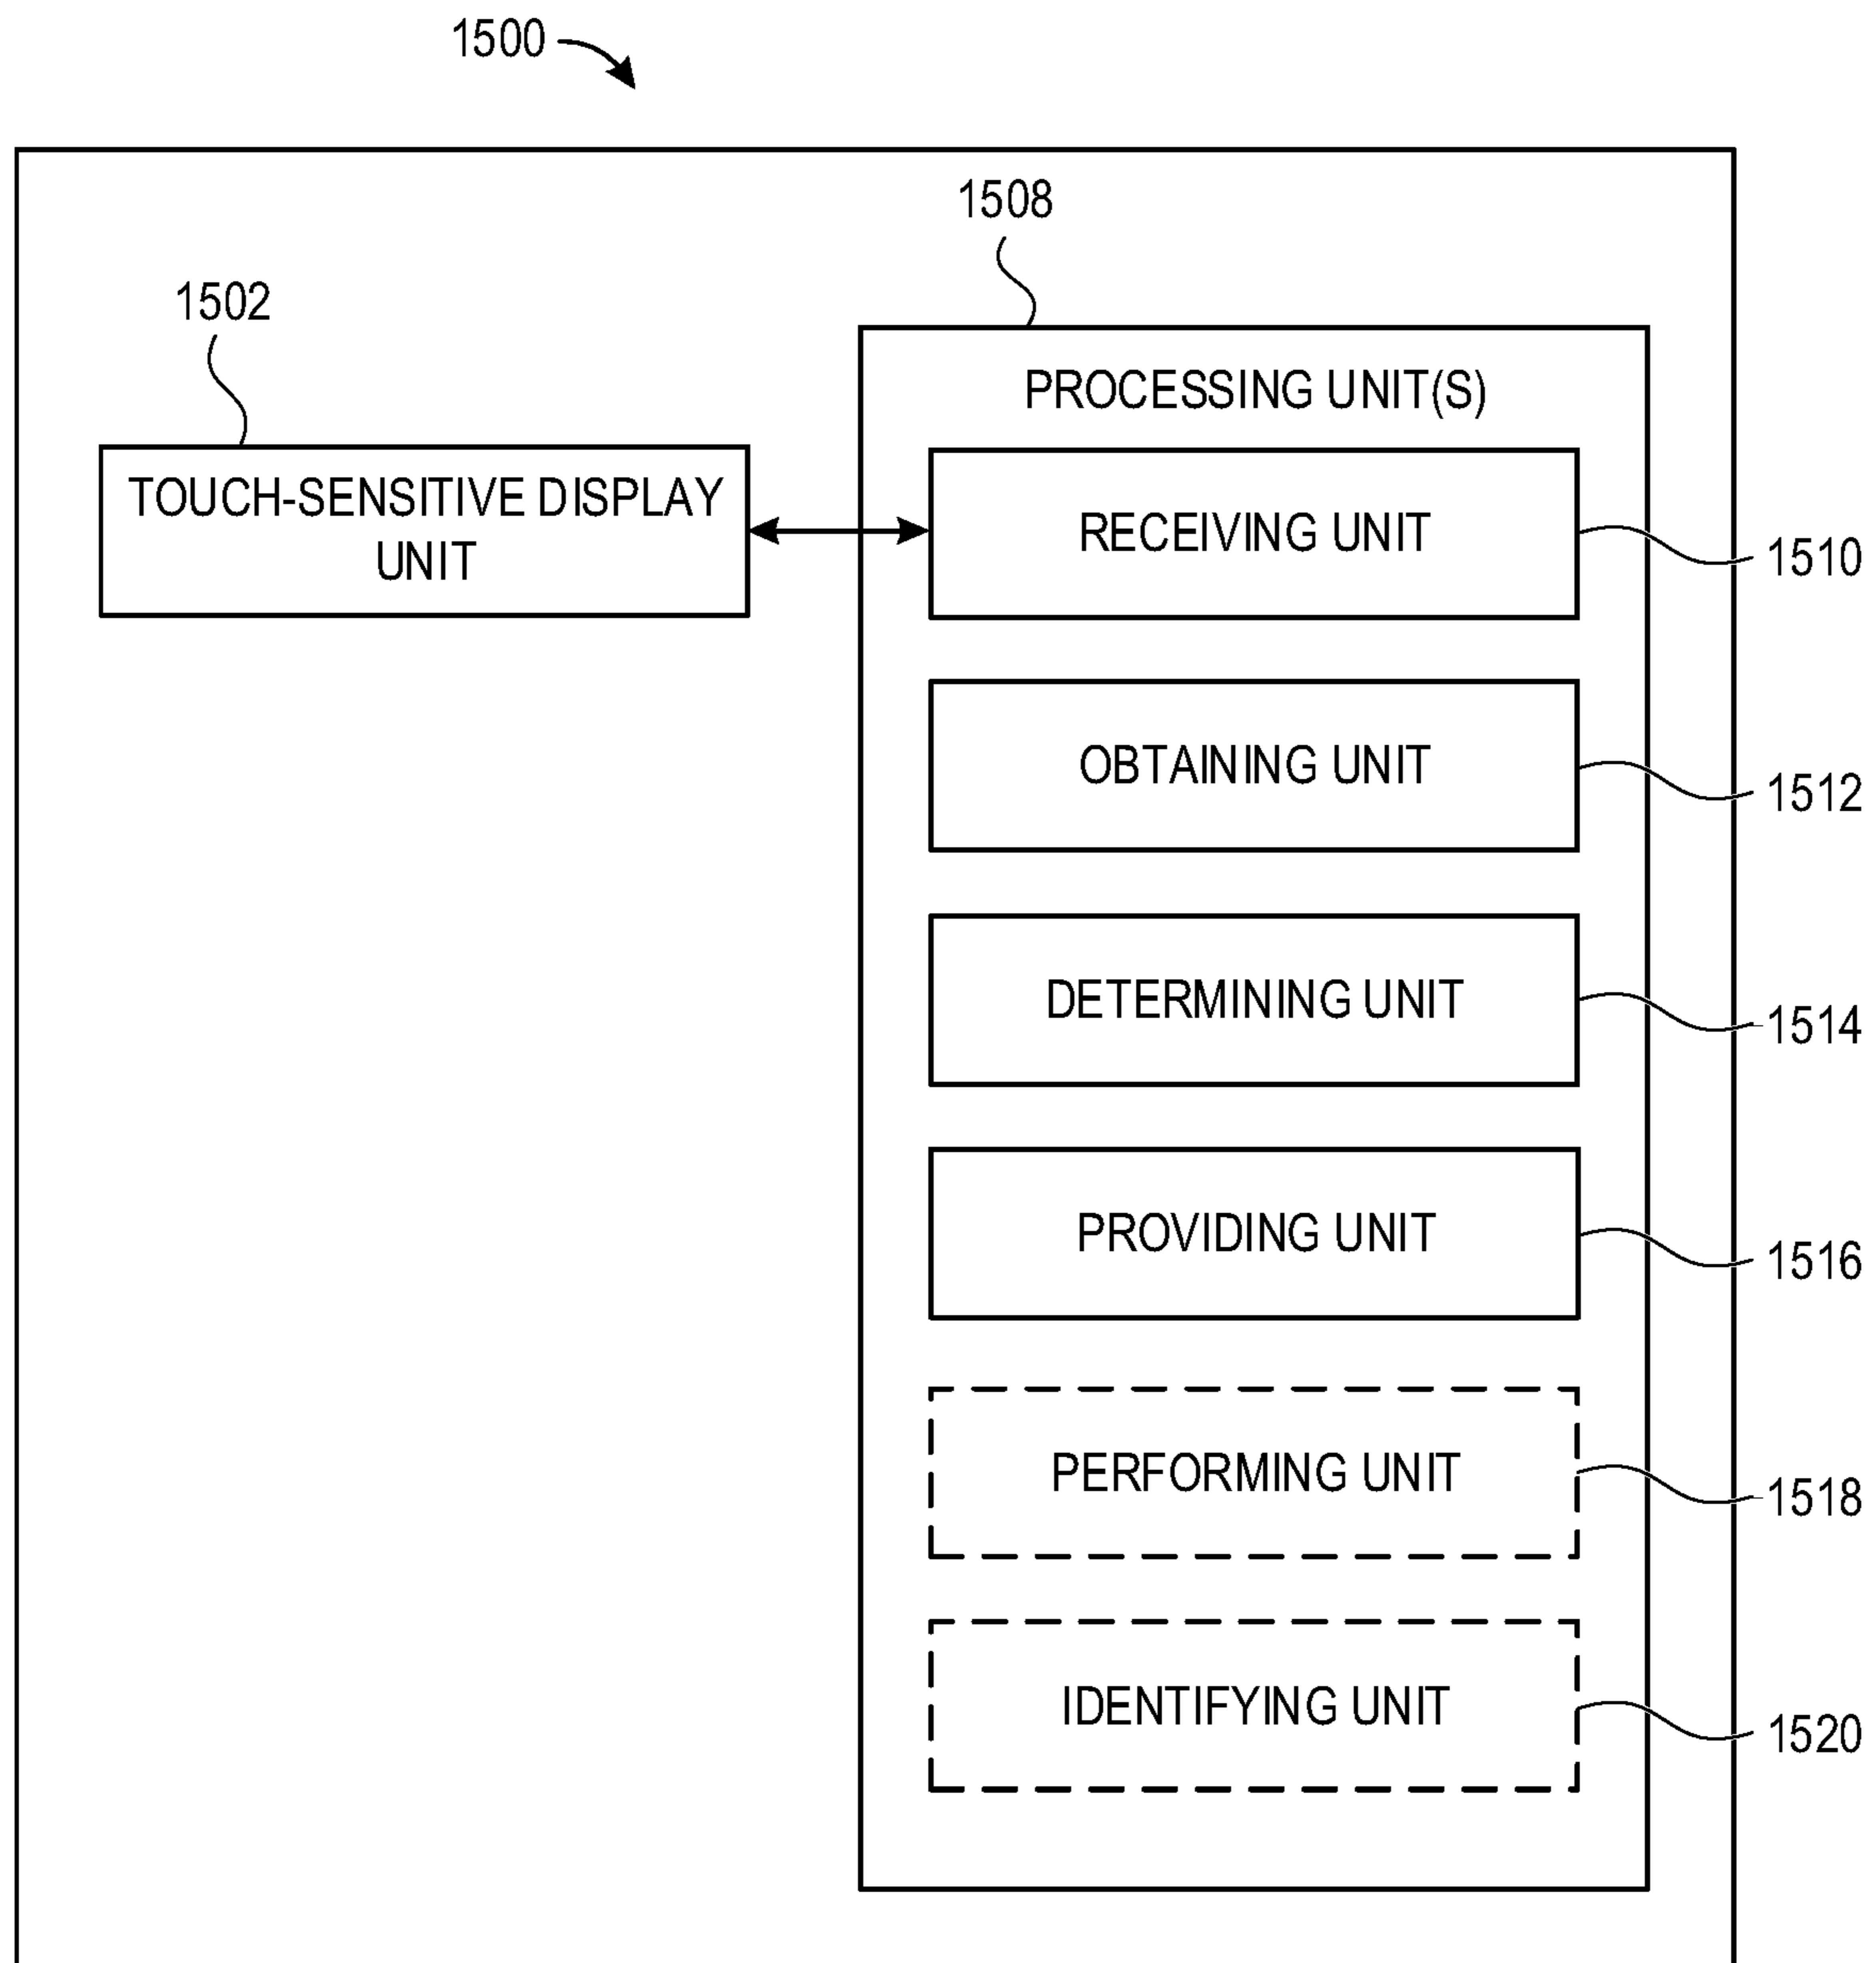 1500
1508
1502
PROCESSING UNIT(S)
TOUCH-SENSITIVE DISPLAY
UNIT
RECEIVING UNIT
1510
OBTAINING UNIT
1512
DETERMINING UNIT
1514
PROVIDING UNIT
1516
PERFORMING UNIT
1518
IDENTIFYING UNIT
1520